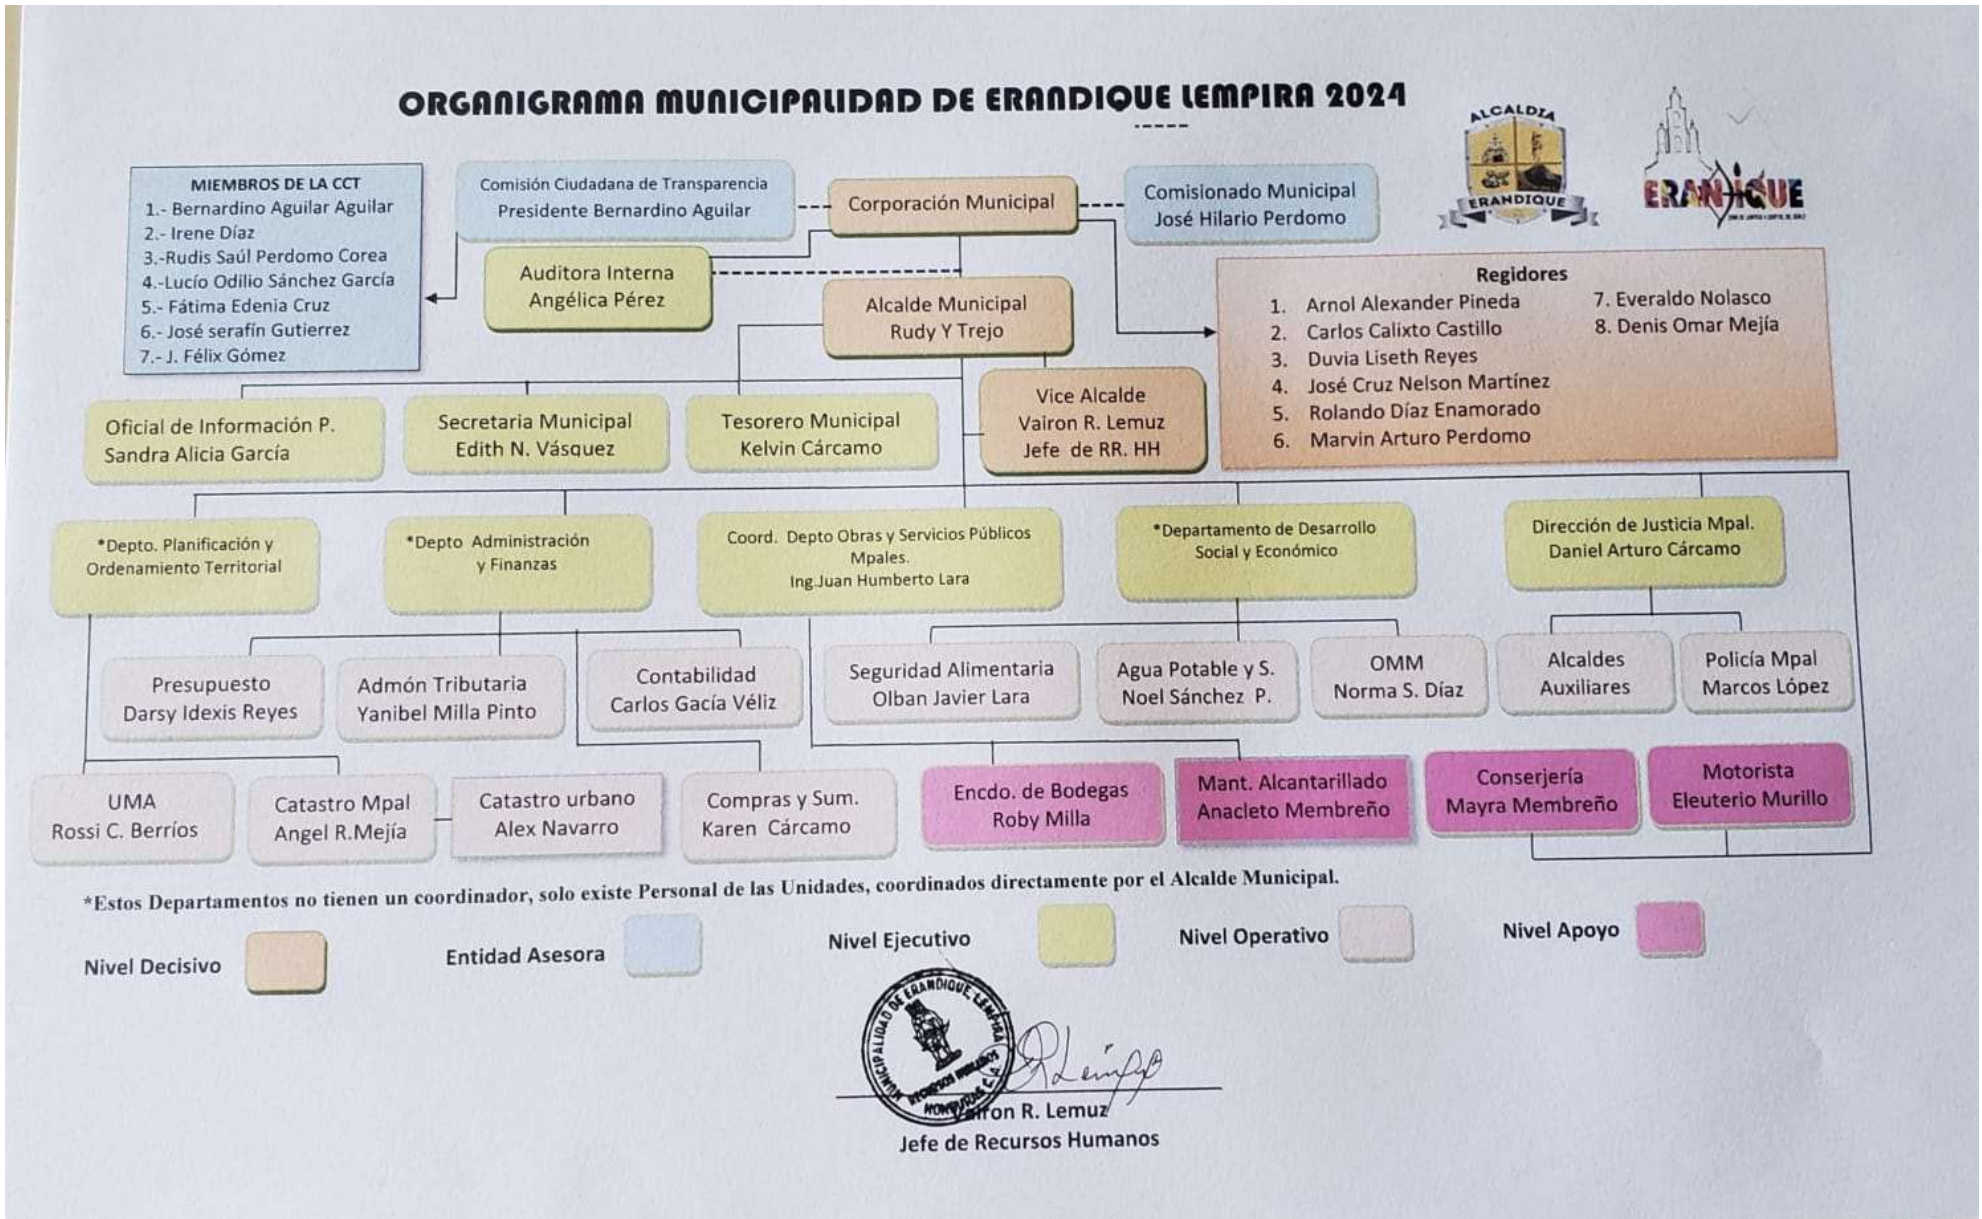 ORGANIGRAMA MUNICIPALIDAD DE ERANDIQUE LEMPIRA 2024
ALCALDIA
ERANDIQUE
ERANDIQUE
MIEMBROS DE LA CCT
1.- Bernardino Aguilar Aguilar
2.- Irene Díaz
3.-Rudis Saúl Perdomo Corea
4.-Lucío Odilio Sánchez García
5.- Fátima Edenia Cruz
6.- José serafín Gutierrez
7.- J. Félix Gómez
Comisión Ciudadana de Transparencia
Presidente Bernardino Aguilar
Corporación Municipal
Comisionado Municipal
José Hilario Perdomo
Auditora Interna
Angélica Pérez
Alcalde Municipal
Rudy Y Trejo
Regidores
1. Arnol Alexander Pineda
2. Carlos Calixto Castillo
3. Duvia Liseth Reyes
4. José Cruz Nelson Martínez
5. Rolando Díaz Enamorado
6. Marvin Arturo Perdomo
7. Everaldo Nolasco
8. Denis Omar Mejía
Oficial de Información P.
Sandra Alicia García
Secretaria Municipal
Edith N. Vásquez
Tesorero Municipal
Kelvin Cárcamo
Vice Alcalde
Vairon R. Lemuz
Jefe de RR. HH
*Depto. Planificación y
Ordenamiento Territorial
*Depto Administración
y Finanzas
Coord. Depto Obras y Servicios Públicos
Mpales.
Ing.Juan Humberto Lara
*Departamento de Desarrollo
Social y Económico
Dirección de Justicia Mpal.
Daniel Arturo Cárcamo
Presupuesto
Darsy Idexis Reyes
Admón Tributaria
Yanibel Milla Pinto
Contabilidad
Carlos Gacía Véliz
Seguridad Alimentaria
Olban Javier Lara
Agua Potable y S.
Noel Sánchez P.
OMM
Norma S. Díaz
Alcaldes
Auxiliares
Policía Mpal
Marcos López
UMA
Rossi C. Berríos
Catastro Mpal
Angel R.Mejía
Catastro urbano
Alex Navarro
Compras y Sum.
Karen Cárcamo
Encdo. de Bodegas
Roby Milla
Mant. Alcantarillado
Anacleto Membreño
Conserjería
Mayra Membreño
Motorista
Eleuterio Murillo
*Estos Departamentos no tienen un coordinador, solo existe Personal de las Unidades, coordinados directamente por el Alcalde Municipal.
Nivel Decisivo
Entidad Asesora
Nivel Ejecutivo
Nivel Operativo
Nivel Apoyo
MUNICIPALIDAD DE ERANDIQUE, LEMPIRA
RECURSOS HUMANOS
HONDURAS C. A.
Vairon R. Lemuz
Jefe de Recursos Humanos